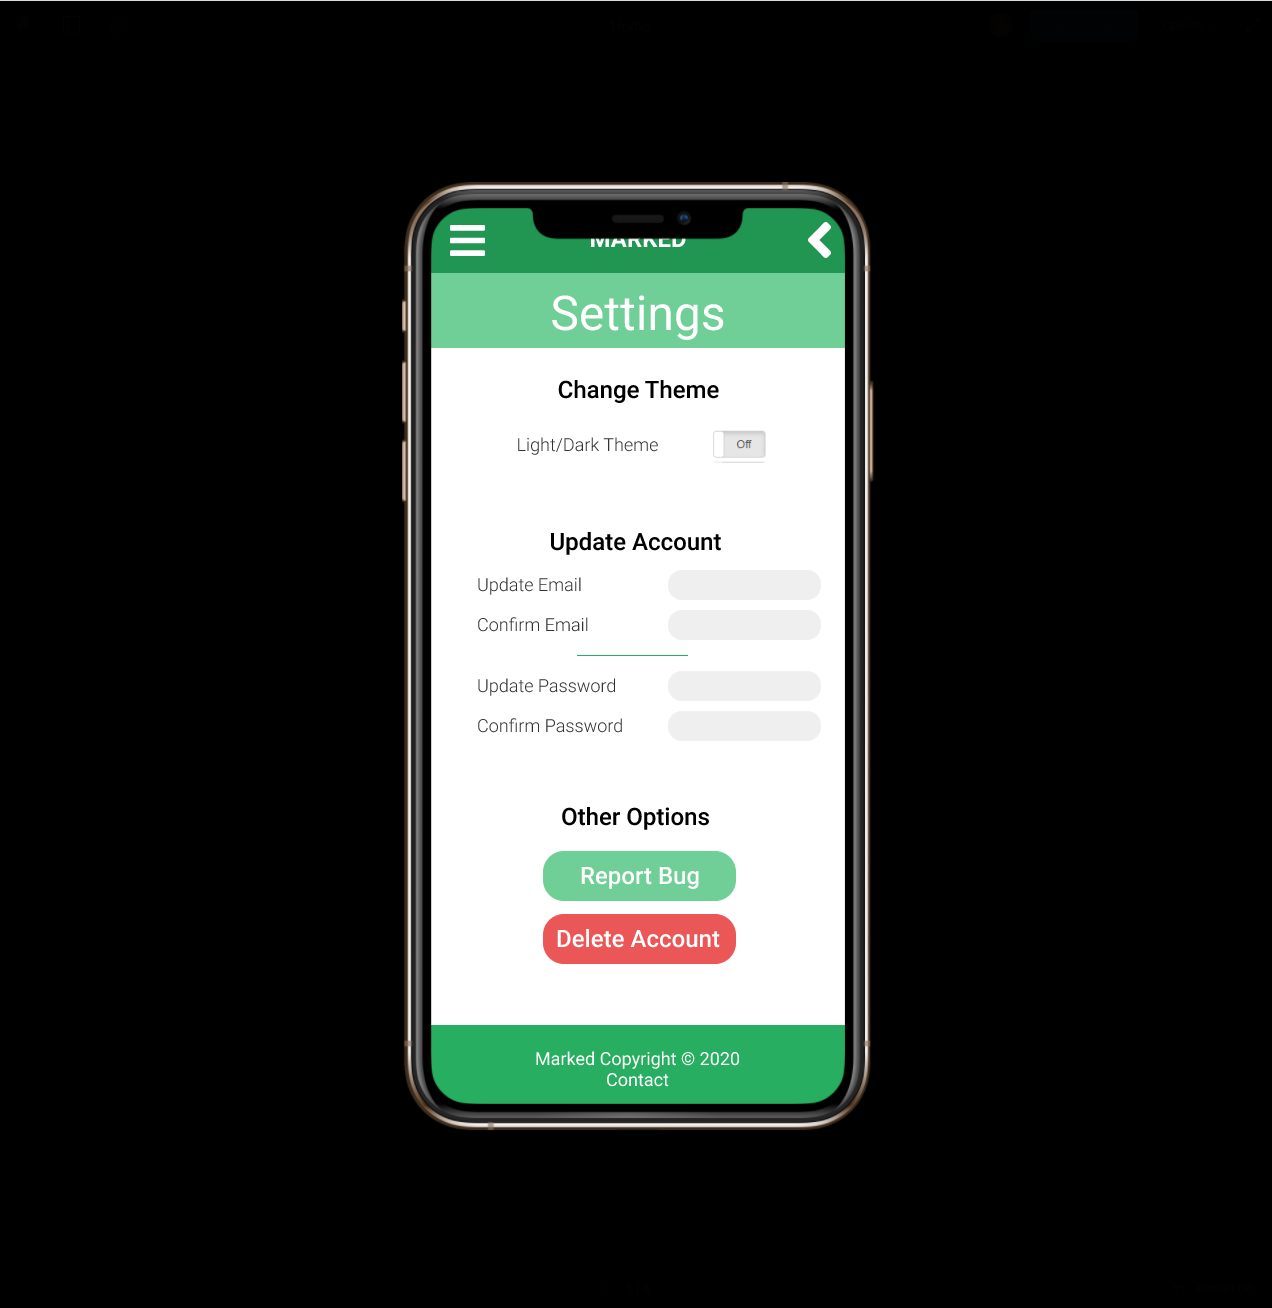 MARKED
Settings
Change Theme
Light/Dark Theme
Off
Update Account
Update Email
Confirm Email
Update Password
Confirm Password
Other Options
Report Bug
Delete Account
Marked Copyright © 2020
Contact